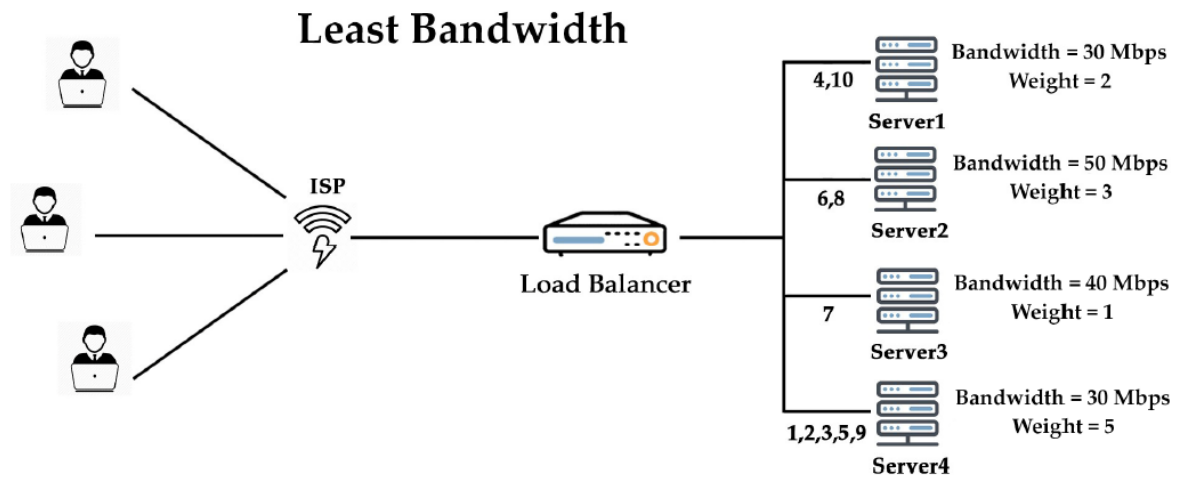 Least Bandwidth
ISP
Load Balancer
4,10
Server1
Bandwidth = 30 Mbps
Weight = 2
6,8
Server2
Bandwidth = 50 Mbps
Weight = 3
7
Server3
Bandwidth = 40 Mbps
Weight = 1
1,2,3,5,9
Server4
Bandwidth = 30 Mbps
Weight = 5